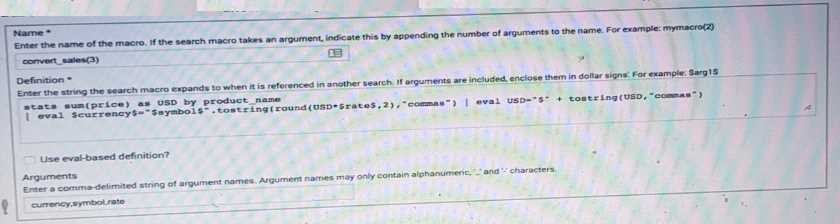 Name *
Enter the name of the macro. If the search macro takes an argument, indicate this by appending the number of arguments to the name. For example: mymacro(2)
convert_sales(3)
Definition *
Enter the string the search macro expands to when it is referenced in another search. If arguments are included, enclose them in dollar signs. For example: $arg1$
stats sum(price) as USD by product_name
| eval $currency$="$symbol$".tostring(round(USD*$rate$,2),"commas") | eval USD="$" + tostring(USD,"commas")
Use eval-based definition?
Arguments
Enter a comma-delimited string of argument names. Argument names may only contain alphanumeric, '_' and '-' characters.
currency,symbol,rate